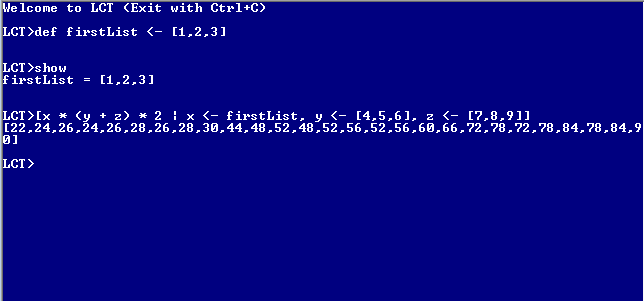 Welcome to LCT (Exit with Ctrl+C)
LCT>def firstList <- [1,2,3]
LCT>show
firstList = [1,2,3]
LCT>[x * (y + z) * 2 | x <- firstList, y <- [4,5,6], z <- [7,8,9]]
[22,24,26,24,26,28,26,28,30,44,48,52,48,52,56,52,56,60,66,72,78,72,78,84,78,84,9
0]
LCT>